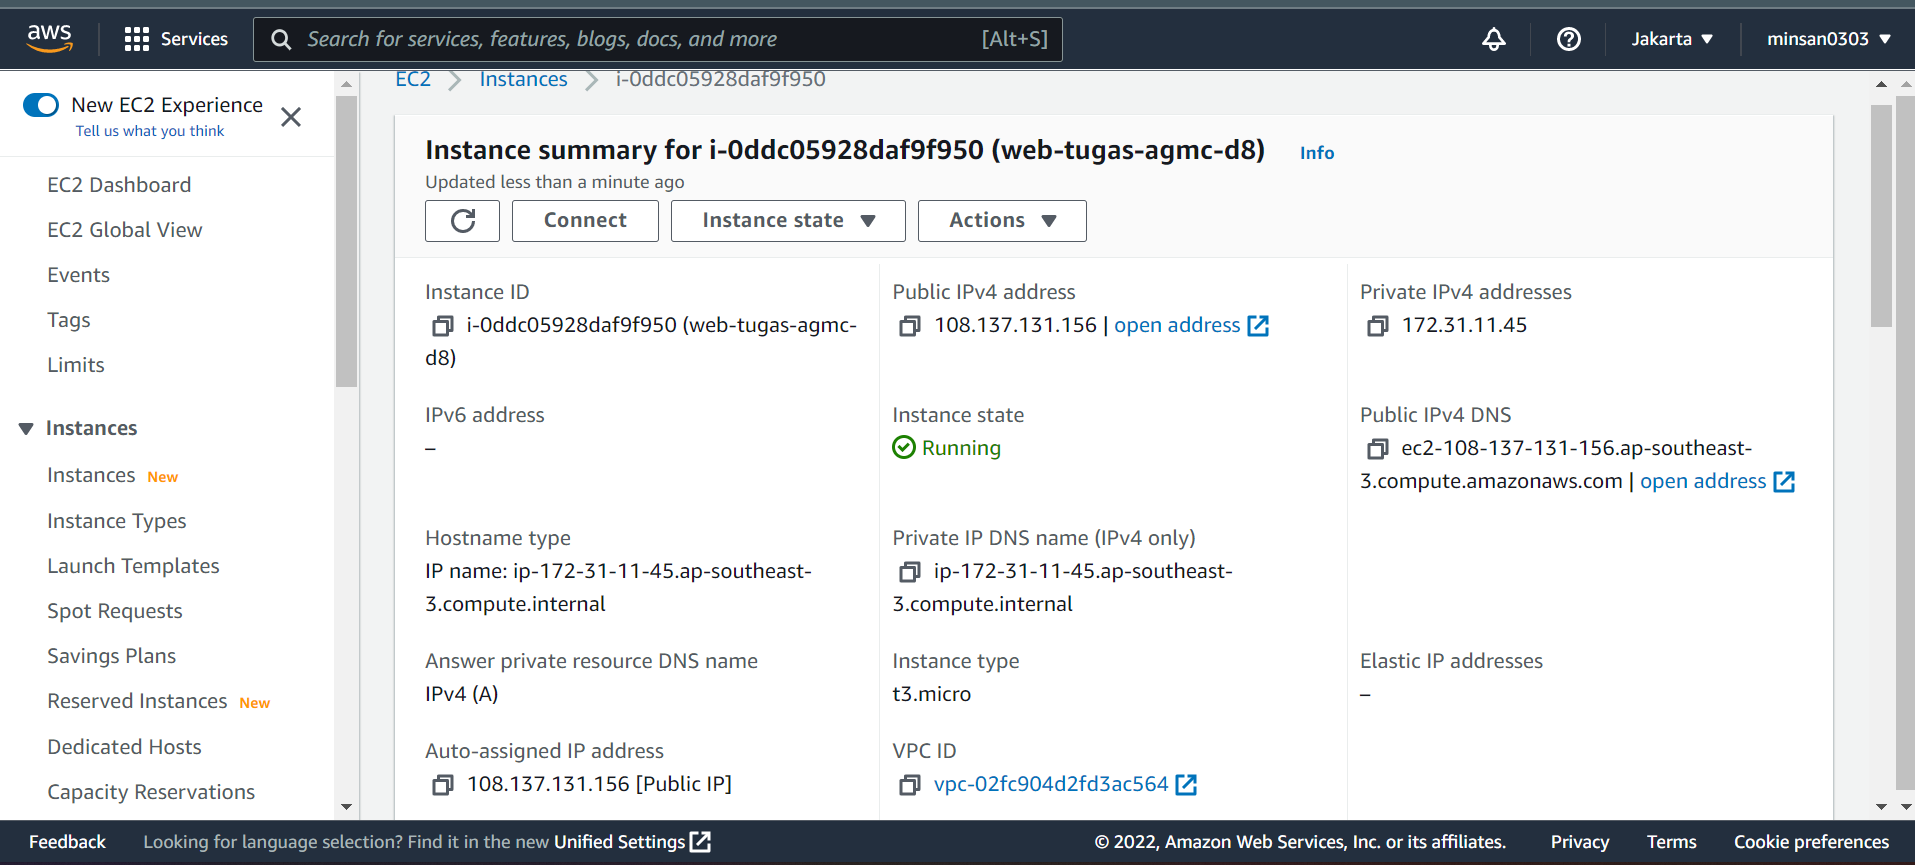 aws
Services
Search for services, features, blogs, docs, and more [Alt+S]
Jakarta
minsan0303
New EC2 Experience
Tell us what you think
EC2 Dashboard
EC2 Global View
Events
Tags
Limits
Instances
Instances New
Instance Types
Launch Templates
Spot Requests
Savings Plans
Reserved Instances New
Dedicated Hosts
Capacity Reservations
EC2 Instances i-0ddc05928daf9f950
Instance summary for i-0ddc05928daf9f950 (web-tugas-agmc-d8) Info
Updated less than a minute ago
Connect
Instance state
Actions
Instance ID
i-0ddc05928daf9f950 (web-tugas-agmc-
d8)
Public IPv4 address
108.137.131.156 | open address
Private IPv4 addresses
172.31.11.45
IPv6 address
–
Instance state
Running
Public IPv4 DNS
ec2-108-137-131-156.ap-southeast-
3.compute.amazonaws.com | open address
Hostname type
IP name: ip-172-31-11-45.ap-southeast-
3.compute.internal
Private IP DNS name (IPv4 only)
ip-172-31-11-45.ap-southeast-
3.compute.internal
Answer private resource DNS name
IPv4 (A)
Instance type
t3.micro
Elastic IP addresses
–
Auto-assigned IP address
108.137.131.156 [Public IP]
VPC ID
vpc-02fc904d2fd3ac564
Feedback
Looking for language selection? Find it in the new Unified Settings
© 2022, Amazon Web Services, Inc. or its affiliates.
Privacy
Terms
Cookie preferences